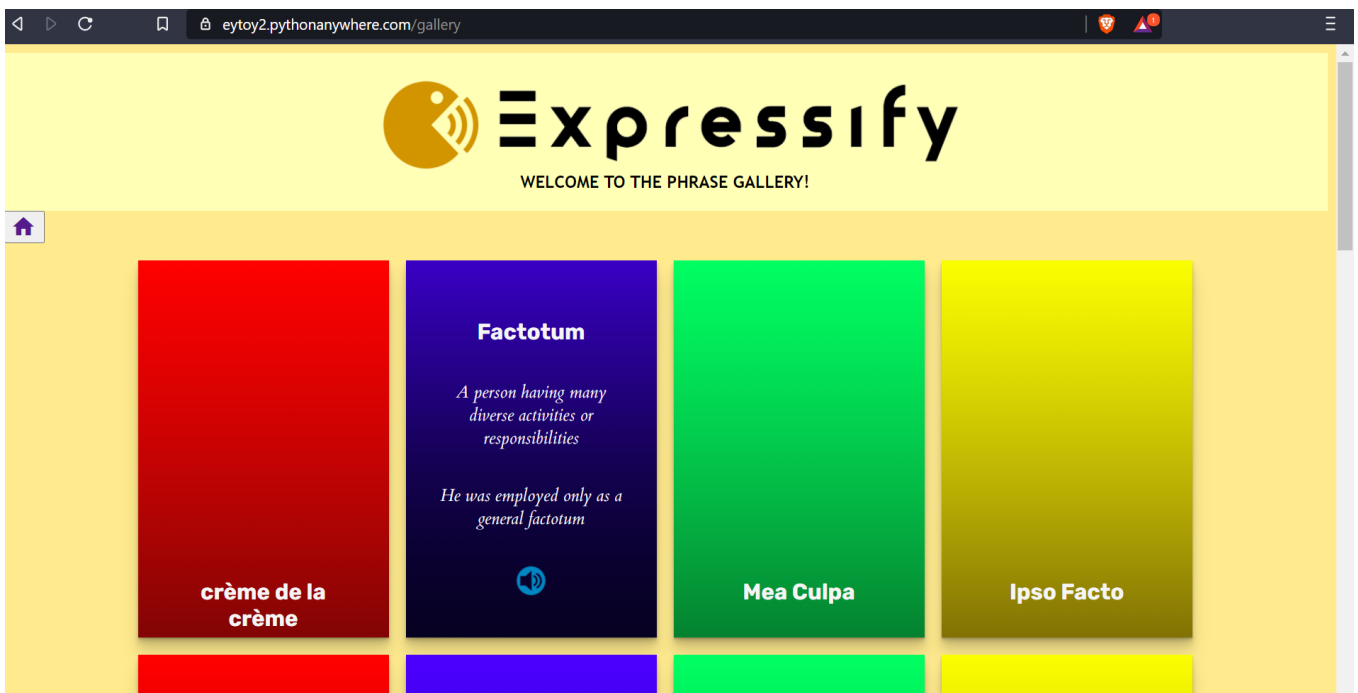 eytoy2.pythonanywhere.com/gallery
1
Expressify
WELCOME TO THE PHRASE GALLERY!
Factotum
A person having many
diverse activities or
responsibilities
He was employed only as a
general factotum
crème de la
crème
Mea Culpa
Ipso Facto